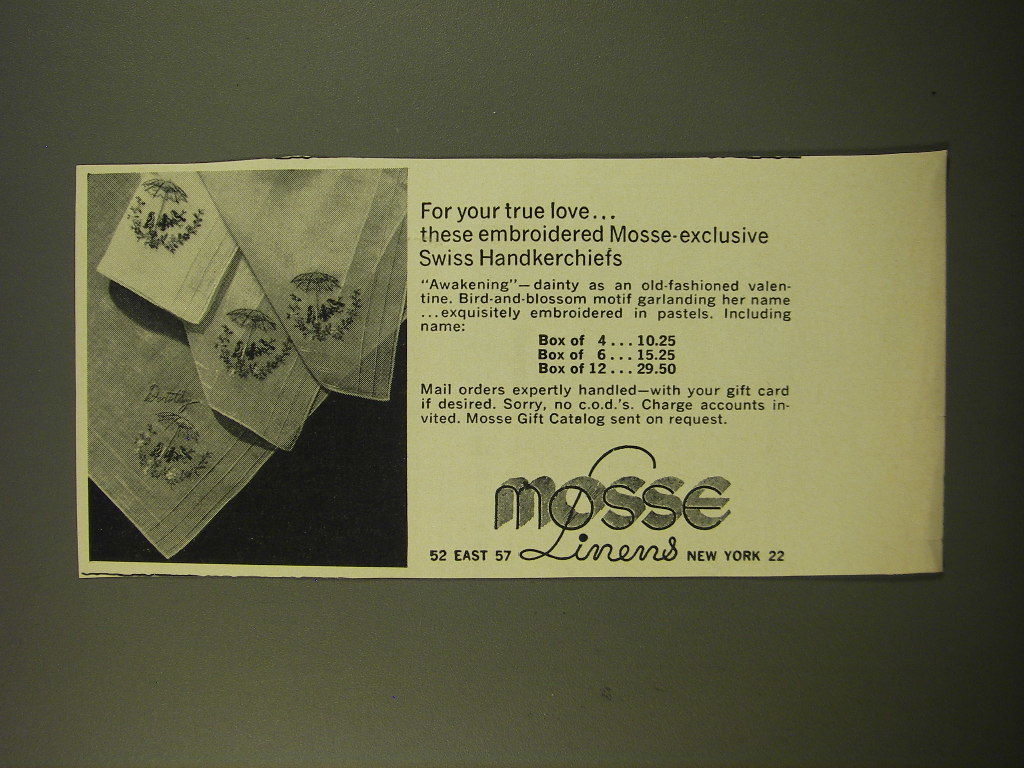 For your true love...
these embroidered Mosse-exclusive
Swiss Handkerchiefs
"Awakening"—dainty as an old-fashioned valen-
tine. Bird-and-blossom motif garlanding her name
...exquisitely embroidered in pastels. Including
name:
Box of 4...10.25
Box of 6...15.25
Box of 12...29.50
Mail orders expertly handled—with your gift card
if desired. Sorry, no c.o.d.'s. Charge accounts in-
vited. Mosse Gift Catalog sent on request.
mosse
Linens
52 EAST 57 NEW YORK 22